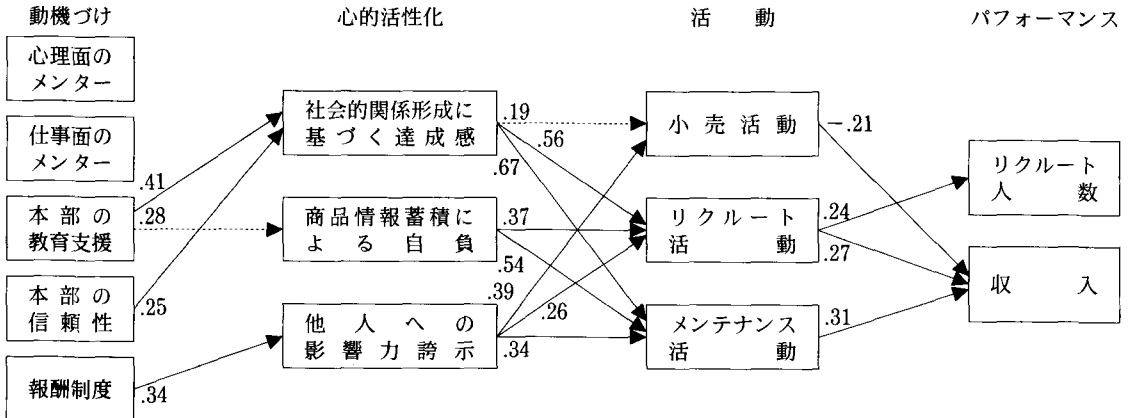 動機づけ
心的活性化
活動
パフォーマンス
心理面の
メンター
仕事面の
メンター
本部の
教育支援
本部の
信頼性
報酬制度
.41
.28
.25
.34
社会的関係形成に
基づく達成感
商品情報蓄積に
よる自負
他人への
影響力誇示
.19
.56
.67
.37
.54
.39
.26
.34
小売活動
リクルート
活動
メンテナンス
活動
-.21
.24
.27
.31
リクルート
人数
収入